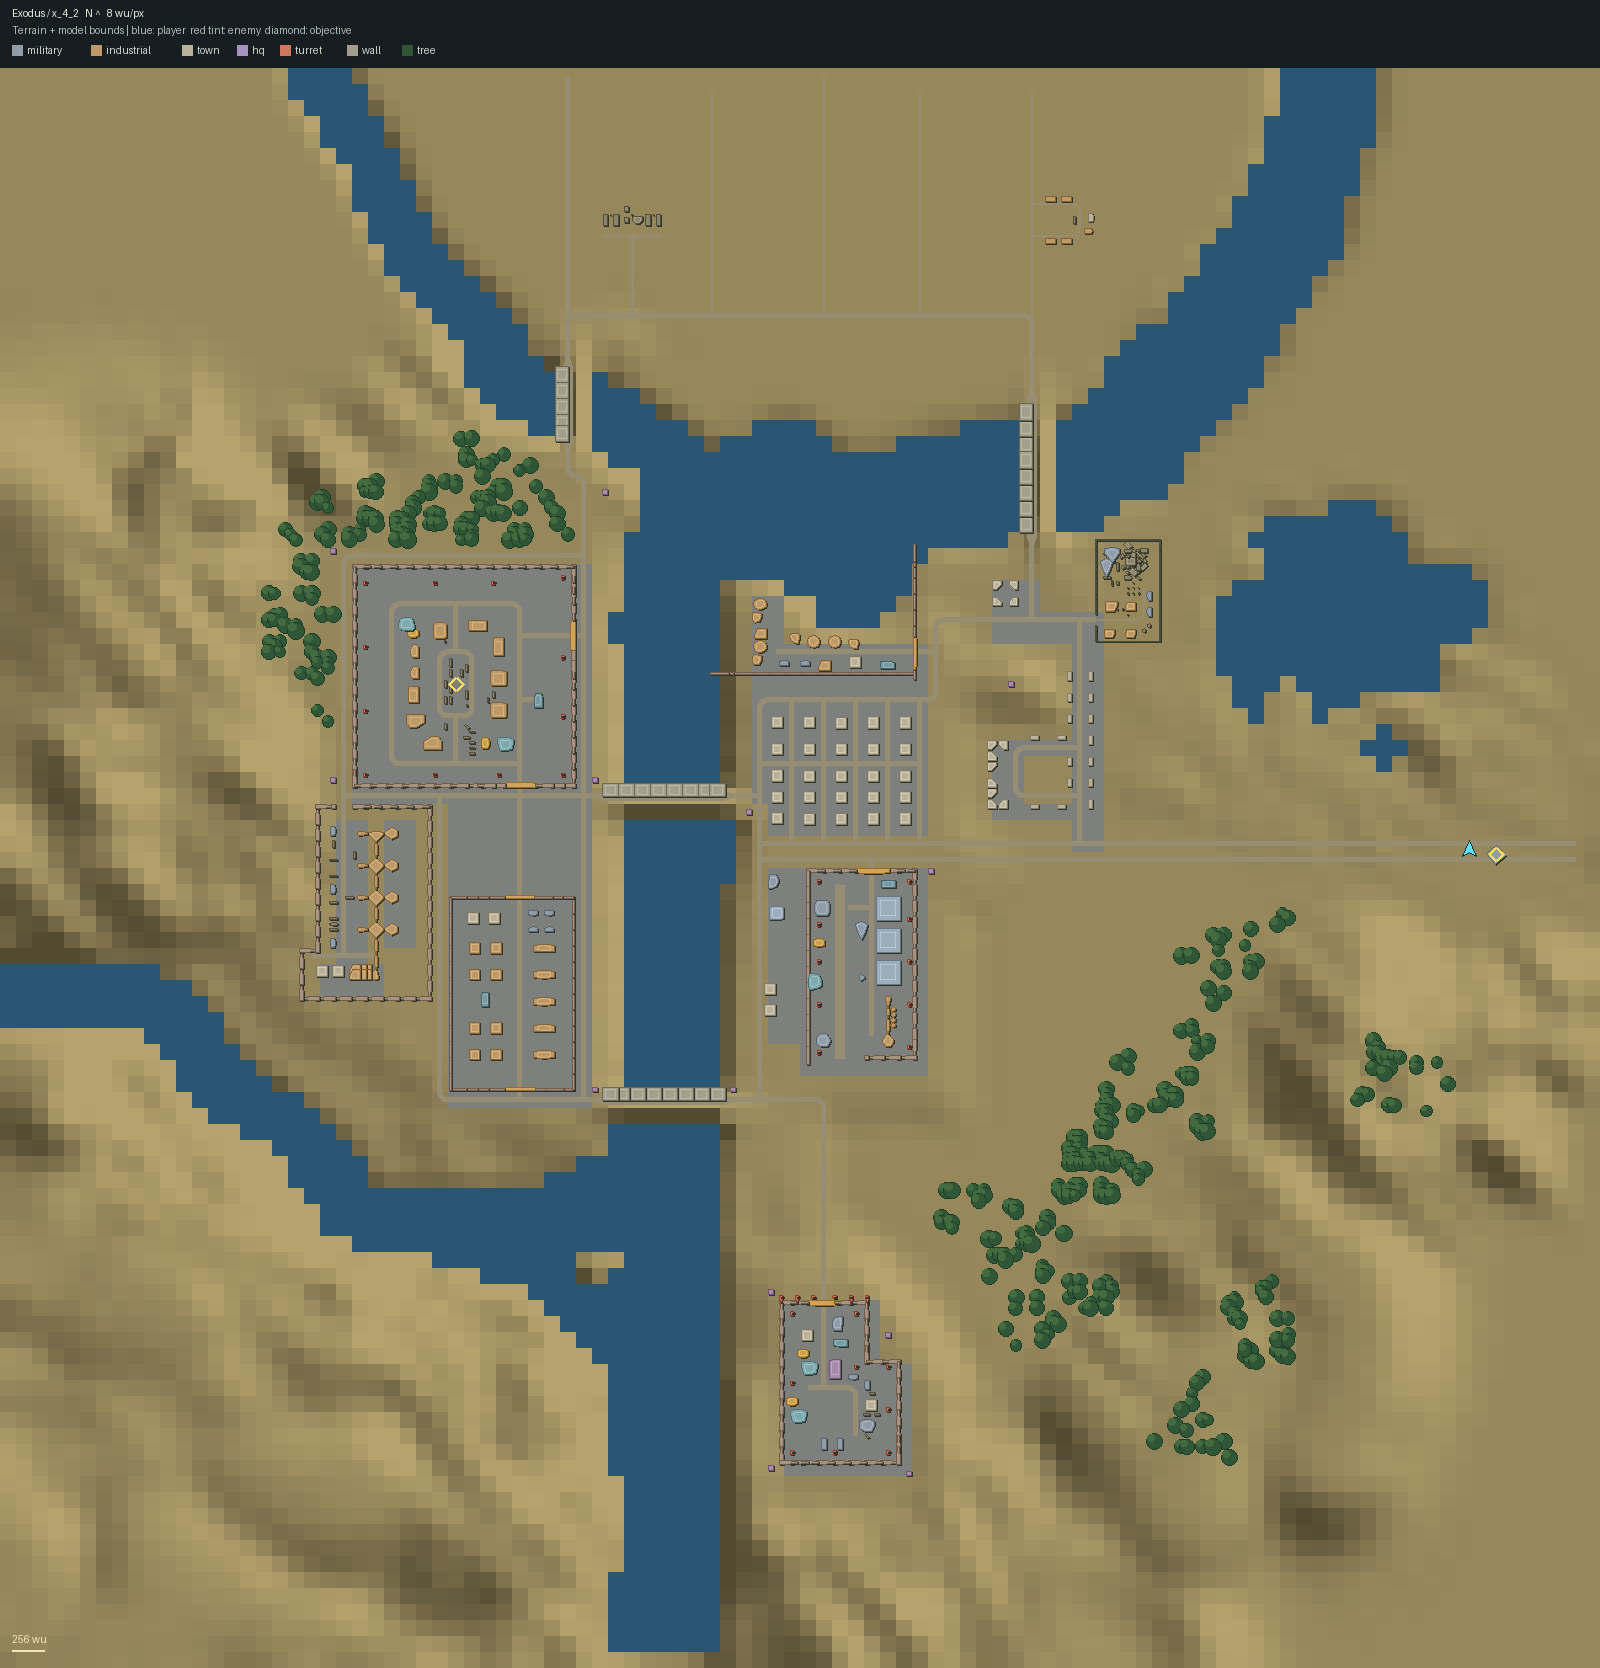 Exodus/x_4_2 N ^ 8 wu/px
Terrain + model bounds | blue: player red tint: enemy diamond: objective
military industrial town hq turret wall tree
256 wu